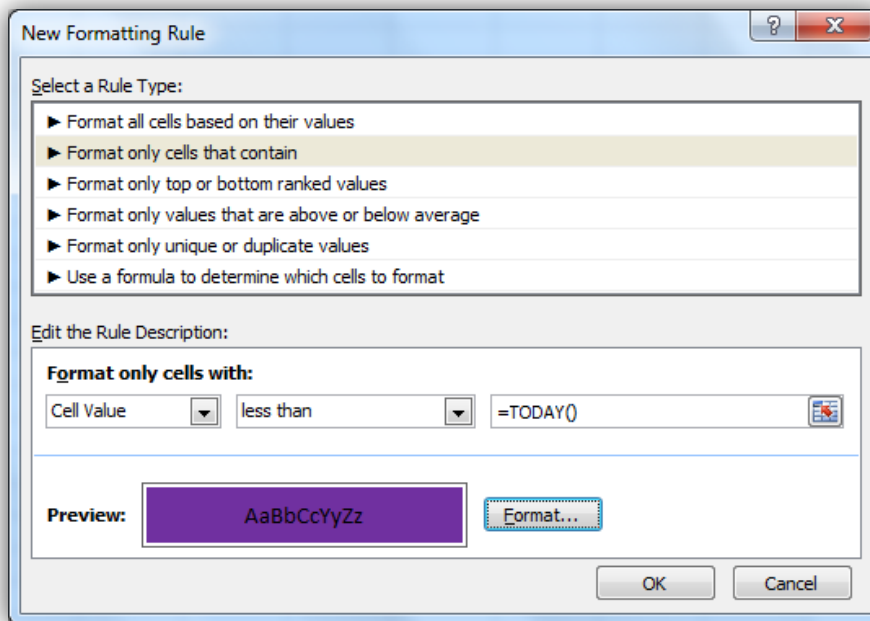 New Formatting Rule
Select a Rule Type:
► Format all cells based on their values
► Format only cells that contain
► Format only top or bottom ranked values
► Format only values that are above or below average
► Format only unique or duplicate values
► Use a formula to determine which cells to format
Edit the Rule Description:
Format only cells with:
Cell Value less than =TODAY()
Preview: AaBbCcYyZz Format...
OK Cancel